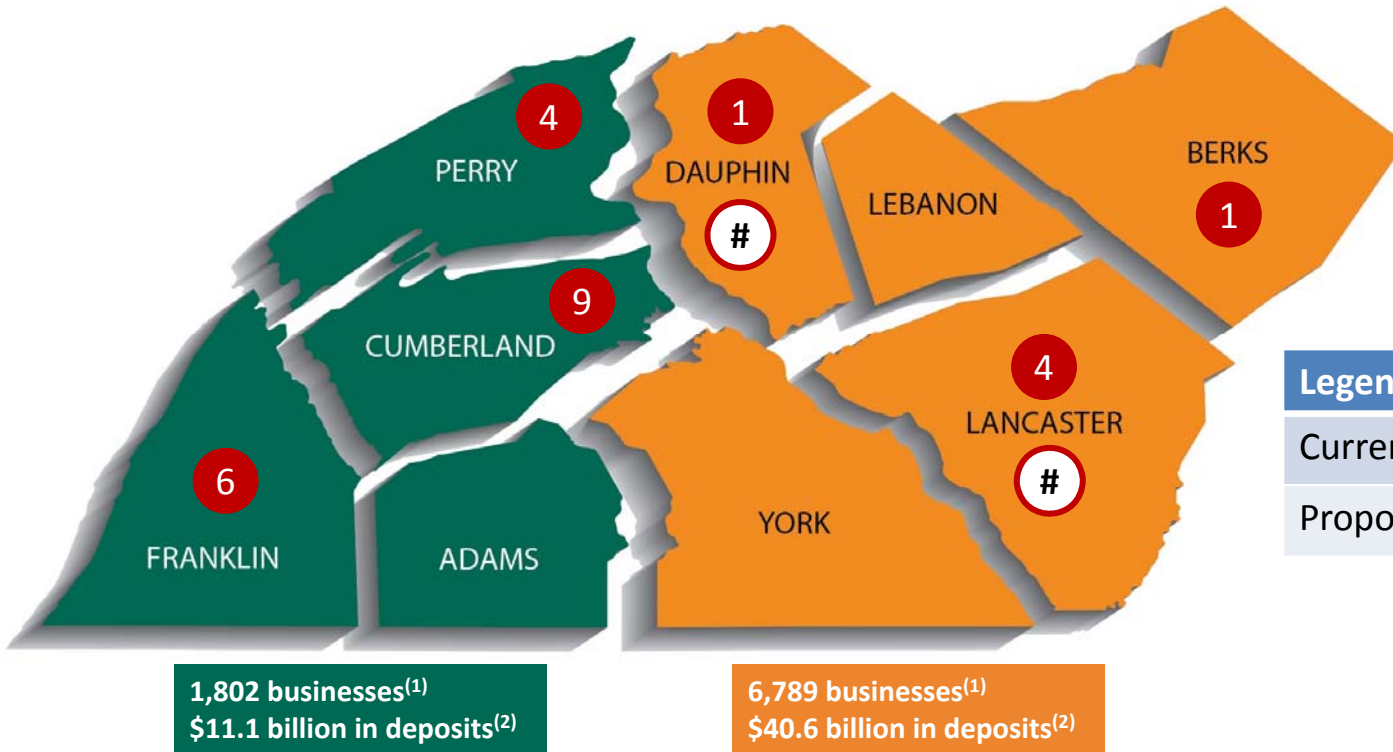 4
PERRY
1
DAUPHIN
#
LEBANON
BERKS
1
9
CUMBERLAND
4
LANCASTER
#
6
FRANKLIN
ADAMS
YORK
Legen
Curren
Propo
1,802 businesses(1)
$11.1 billion in deposits(2)
6,789 businesses(1)
$40.6 billion in deposits(2)